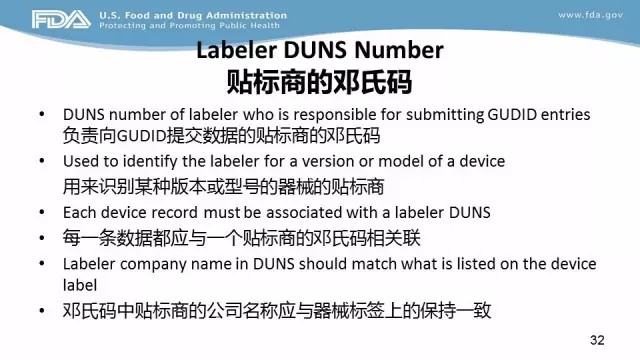 FDA U.S. Food and Drug Administration
Protecting and Promoting Public Health
www.fda.gov
Labeler DUNS Number
贴标商的邓氏码
• DUNS number of labeler who is responsible for submitting GUDID entries
负责向GUDID提交数据的贴标商的邓氏码
• Used to identify the labeler for a version or model of a device
用来识别某种版本或型号的器械的贴标商
• Each device record must be associated with a labeler DUNS
• 每一条数据都应与一个贴标商的邓氏码相关联
• Labeler company name in DUNS should match what is listed on the device
label
• 邓氏码中贴标商的公司名称应与器械标签上的保持一致
32